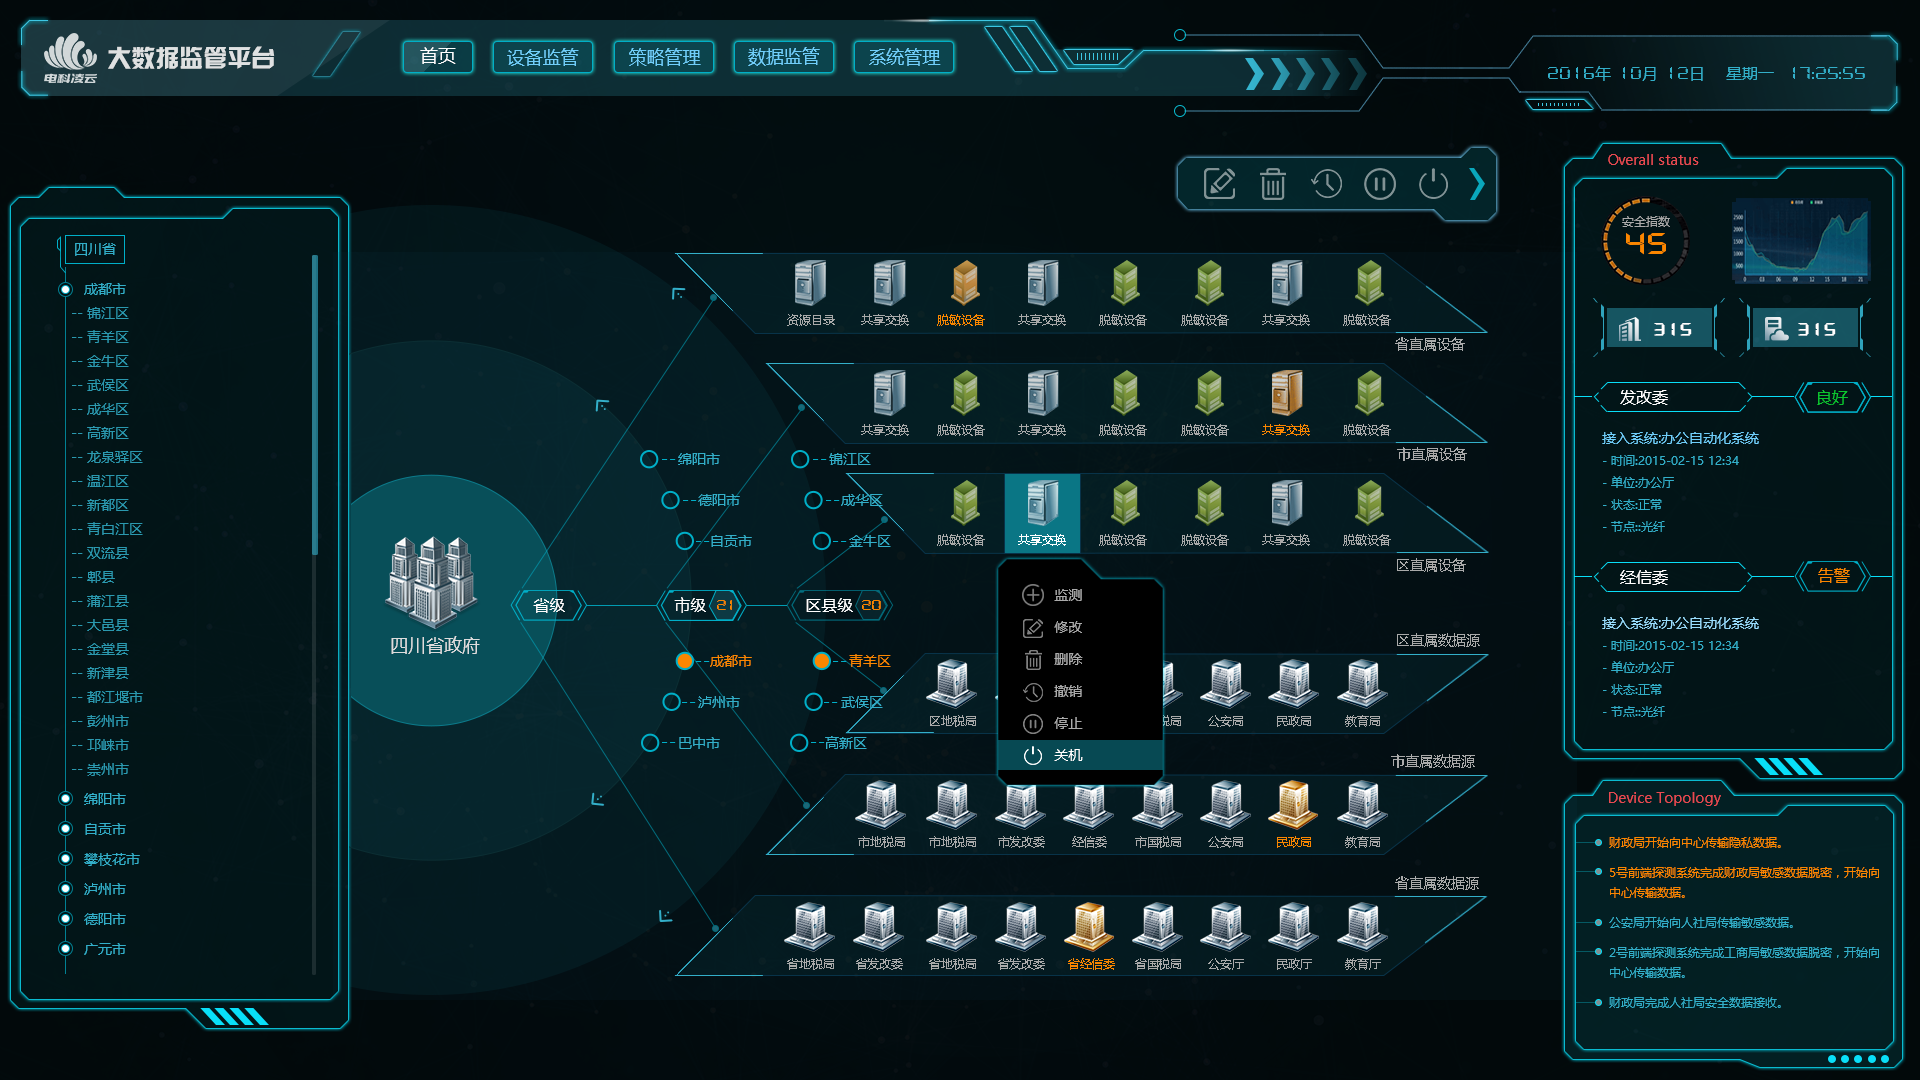 电科凌云
大数据监管平台
首页
设备监管
策略管理
数据监管
系统管理
2016年 10月 12日 星期一 17:25:55
四川省
成都市
-- 锦江区
-- 青羊区
-- 金牛区
-- 武侯区
-- 成华区
-- 高新区
-- 龙泉驿区
-- 温江区
-- 新都区
-- 青白江区
-- 双流县
-- 郫县
-- 蒲江县
-- 大邑县
-- 金堂县
-- 新津县
-- 都江堰市
-- 彭州市
-- 邛崃市
-- 崇州市
绵阳市
自贡市
攀枝花市
泸州市
德阳市
广元市
四川省政府
省级
市级 21
区县级 20
--绵阳市
--德阳市
--自贡市
--成都市
--泸州市
--巴中市
--锦江区
--成华区
--金牛区
--青羊区
--武侯区
--高新区
资源目录 共享交换 脱敏设备 共享交换 脱敏设备 脱敏设备 共享交换 脱敏设备
省直属设备
共享交换 脱敏设备 共享交换 脱敏设备 脱敏设备 共享交换 脱敏设备
市直属设备
脱敏设备 共享交换 脱敏设备 脱敏设备 共享交换 脱敏设备
区直属设备
监测
修改
删除
撤销
停止
关机
区直属数据源
区地税局 税局 公安局 民政局 教育局
市直属数据源
市地税局 市地税局 市发改委 经信委 市国税局 公安局 民政局 教育局
省直属数据源
省地税局 省发改委 省地税局 省发改委 省经信委 省国税局 公安厅 民政厅 教育厅
Overall status
安全指数
45
2500
2000
1500
1000
500
0 03 06 09 12 15 18 21
315
315
发改委
良好
接入系统:办公自动化系统
- 时间:2015-02-15 12:34
- 单位:办公厅
- 状态:正常
- 节点::光纤
经信委
告警
接入系统:办公自动化系统
- 时间:2015-02-15 12:34
- 单位:办公厅
- 状态:正常
- 节点::光纤
Device Topology
财政局开始向中心传输隐私数据。
5号前端探测系统完成财政局敏感数据脱密，开始向
中心传输数据。
公安局开始向人社局传输敏感数据。
2号前端探测系统完成工商局敏感数据脱密，开始向
中心传输数据。
财政局完成人社局安全数据接收。